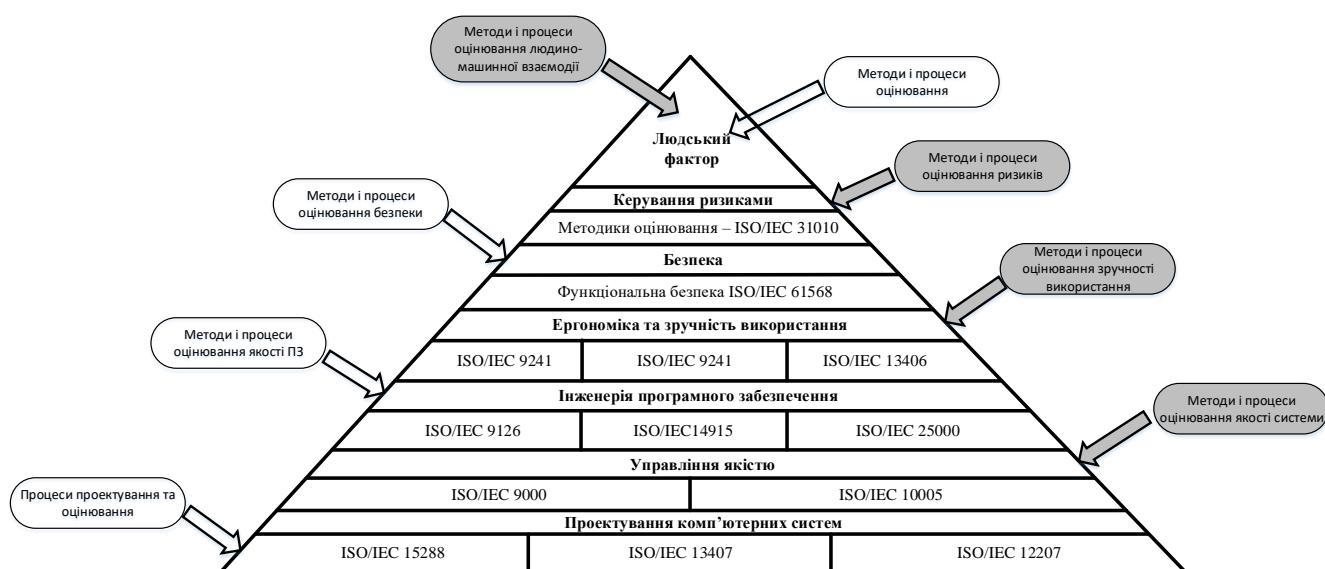 Методи і процеси
оцінювання людино-
машинної взаємодії
Методи і процеси
оцінювання
Людський
фактор
Методи і процеси
оцінювання ризиків
Методи і процеси
оцінювання безпеки
Керування ризиками
Методики оцінювання – ISO/IEC 31010
Безпека
Методи і процеси
оцінювання зручності
використання
Функціональна безпека ISO/IEC 61568
Ергономіка та зручність використання
Методи і процеси
оцінювання якості ПЗ
ISO/IEC 9241
ISO/IEC 9241
ISO/IEC 13406
Інженерія програмного забезпечення
Методи і процеси
оцінювання якості системи
ISO/IEC 9126
ISO/IEC14915
ISO/IEC 25000
Управління якістю
ISO/IEC 9000
ISO/IEC 10005
Процеси проектування та
оцінювання
Проектування комп’ютерних систем
ISO/IEC 15288
ISO/IEC 13407
ISO/IEC 12207